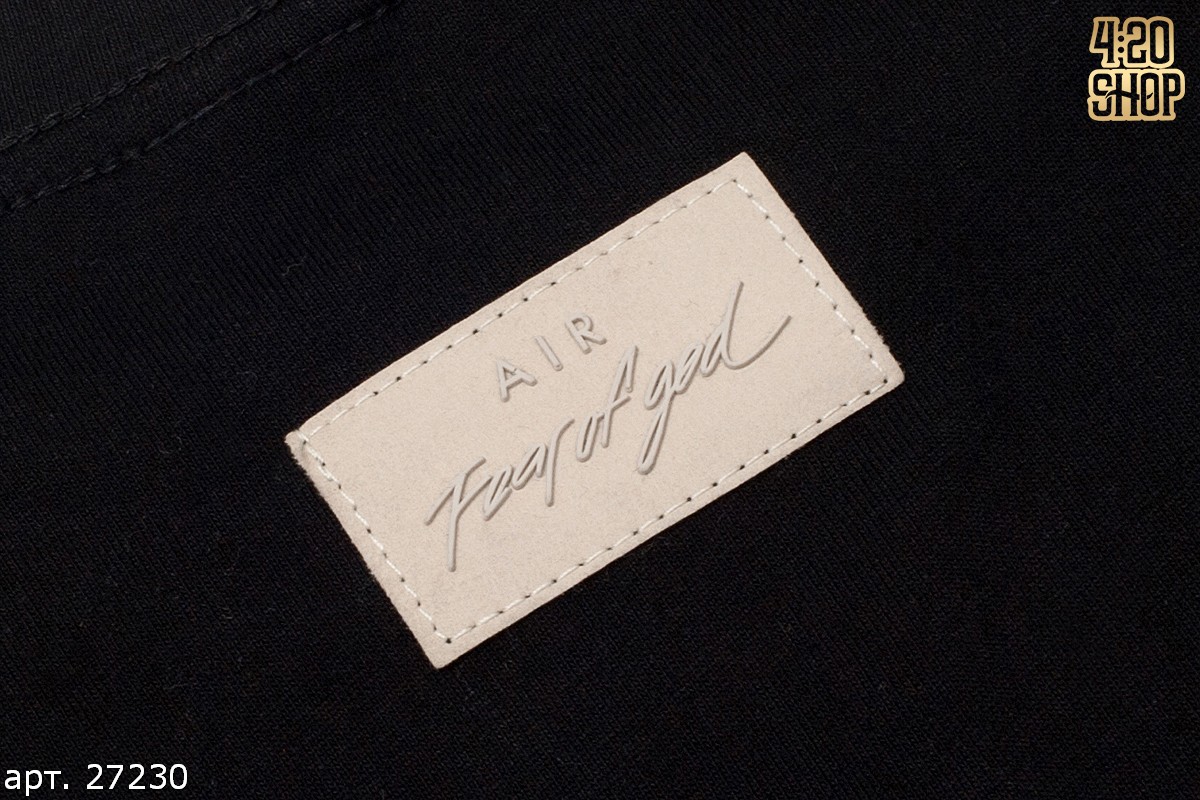 4:20
SHOP
AIR
Fear of god
арт. 27230